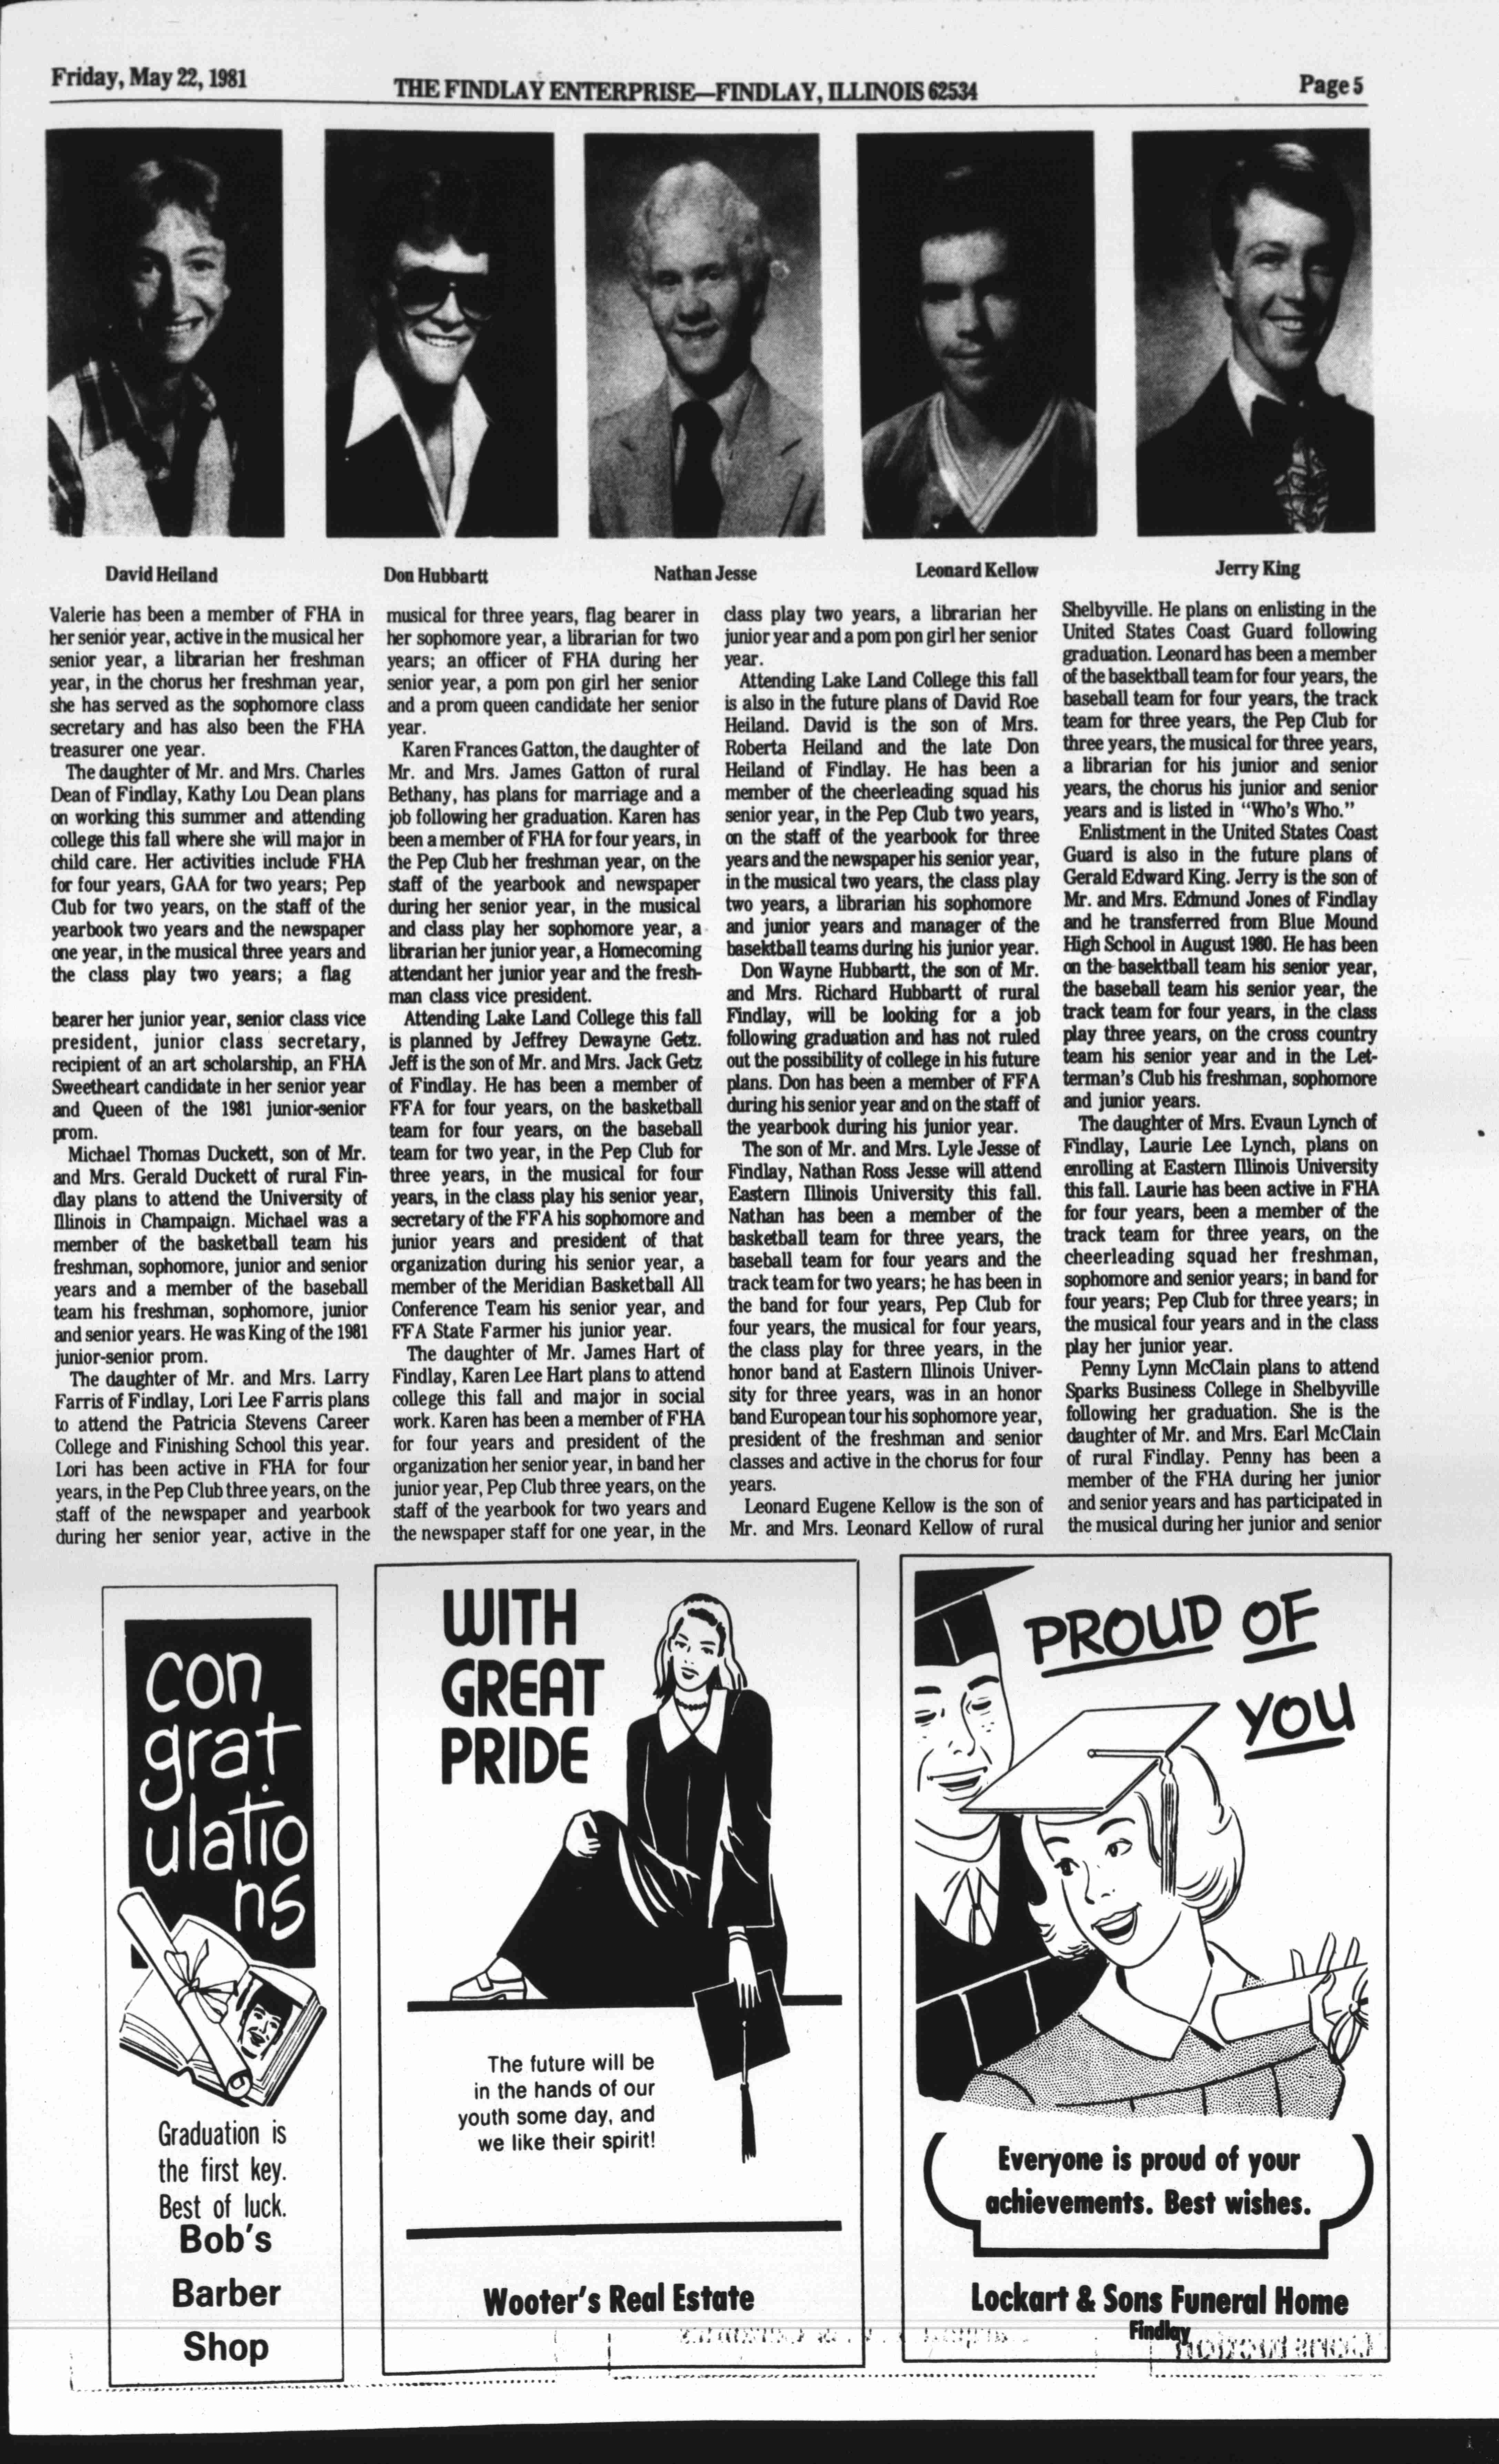 Friday, May 22, 1981
THE FINDLAY ENTERPRISE—FINDLAY, ILLINOIS 62534
Page 5
David Heiland
Don Hubbartt
Nathan Jesse
Leonard Kellow
Jerry King
Valerie has been a member of FHA in
her senior year, active in the musical her
senior year, a librarian her freshman
year, in the chorus her freshman year,
she has served as the sophomore class
secretary and has also been the FHA
treasurer one year.
The daughter of Mr. and Mrs. Charles
Dean of Findlay, Kathy Lou Dean plans
on working this summer and attending
college this fall where she will major in
child care. Her activities include FHA
for four years, GAA for two years; Pep
Club for two years, on the staff of the
yearbook two years and the newspaper
one year, in the musical three years and
the class play two years; a flag
bearer her junior year, senior class vice
president, junior class secretary,
recipient of an art scholarship, an FHA
Sweetheart candidate in her senior year
and Queen of the 1981 junior-senior
prom.
Michael Thomas Duckett, son of Mr.
and Mrs. Gerald Duckett of rural Fin-
dlay plans to attend the University of
Illinois in Champaign. Michael was a
member of the basketball team his
freshman, sophomore, junior and senior
years and a member of the baseball
team his freshman, sophomore, junior
and senior years. He was King of the 1981
junior-senior prom.
The daughter of Mr. and Mrs. Larry
Farris of Findlay, Lori Lee Farris plans
to attend the Patricia Stevens Career
College and Finishing School this year.
Lori has been active in FHA for four
years, in the Pep Club three years, on the
staff of the newspaper and yearbook
during her senior year, active in the
musical for three years, flag bearer in
her sophomore year, a librarian for two
years; an officer of FHA during her
senior year, a pom pon girl her senior
and a prom queen candidate her senior
year.
Karen Frances Gatton, the daughter of
Mr. and Mrs. James Gatton of rural
Bethany, has plans for marriage and a
job following her graduation. Karen has
been a member of FHA for four years, in
the Pep Club her freshman year, on the
staff of the yearbook and newspaper
during her senior year, in the musical
and class play her sophomore year, a
librarian her junior year, a Homecoming
attendant her junior year and the fresh-
man class vice president.
Attending Lake Land College this fall
is planned by Jeffrey Dewayne Getz.
Jeff is the son of Mr. and Mrs. Jack Getz
of Findlay. He has been a member of
FFA for four years, on the basketball
team for four years, on the baseball
team for two year, in the Pep Club for
three years, in the musical for four
years, in the class play his senior year,
secretary of the FFA his sophomore and
junior years and president of that
organization during his senior year, a
member of the Meridian Basketball All
Conference Team his senior year, and
FFA State Farmer his junior year.
The daughter of Mr. James Hart of
Findlay, Karen Lee Hart plans to attend
college this fall and major in social
work. Karen has been a member of FHA
for four years and president of the
organization her senior year, in band her
junior year, Pep Club three years, on the
staff of the yearbook for two years and
the newspaper staff for one year, in the
class play two years, a librarian her
junior year and a pom pon girl her senior
year.
Attending Lake Land College this fall
is also in the future plans of David Roe
Heiland. David is the son of Mrs.
Roberta Heiland and the late Don
Heiland of Findlay. He has been a
member of the cheerleading squad his
senior year, in the Pep Club two years,
on the staff of the yearbook for three
years and the newspaper his senior year,
in the musical two years, the class play
two years, a librarian his sophomore
and junior years and manager of the
basektball teams during his junior year.
Don Wayne Hubbartt, the son of Mr.
and Mrs. Richard Hubbartt of rural
Findlay, will be looking for a job
following graduation and has not ruled
out the possibility of college in his future
plans. Don has been a member of FFA
during his senior year and on the staff of
the yearbook during his junior year.
The son of Mr. and Mrs. Lyle Jesse of
Findlay, Nathan Ross Jesse will attend
Eastern Illinois University this fall.
Nathan has been a member of the
basketball team for three years, the
baseball team for four years and the
track team for two years; he has been in
the band for four years, Pep Club for
four years, the musical for four years,
the class play for three years, in the
honor band at Eastern Illinois Univer-
sity for three years, was in an honor
band European tour his sophomore year,
president of the freshman and senior
classes and active in the chorus for four
years.
Leonard Eugene Kellow is the son of
Mr. and Mrs. Leonard Kellow of rural
Shelbyville. He plans on enlisting in the
United States Coast Guard following
graduation. Leonard has been a member
of the basektball team for four years, the
baseball team for four years, the track
team for three years, the Pep Club for
three years, the musical for three years,
a librarian for his junior and senior
years, the chorus his junior and senior
years and is listed in "Who's Who."
Enlistment in the United States Coast
Guard is also in the future plans of
Gerald Edward King. Jerry is the son of
Mr. and Mrs. Edmund Jones of Findlay
and he transferred from Blue Mound
High School in August 1980. He has been
on the basektball team his senior year,
the baseball team his senior year, the
track team for four years, in the class
play three years, on the cross country
team his senior year and in the Let-
terman's Club his freshman, sophomore
and junior years.
The daughter of Mrs. Evaun Lynch of
Findlay, Laurie Lee Lynch, plans on
enrolling at Eastern Illinois University
this fall. Laurie has been active in FHA
for four years, been a member of the
track team for three years, on the
cheerleading squad her freshman,
sophomore and senior years; in band for
four years; Pep Club for three years; in
the musical four years and in the class
play her junior year.
Penny Lynn McClain plans to attend
Sparks Business College in Shelbyville
following her graduation. She is the
daughter of Mr. and Mrs. Earl McClain
of rural Findlay. Penny has been a
member of the FHA during her junior
and senior years and has participated in
the musical during her junior and senior
con
grat
ulatio
ns
Graduation is
the first key.
Best of luck.
Bob's
Barber
Shop
WITH
GREAT
PRIDE
The future will be
in the hands of our
youth some day, and
we like their spirit!
Wooter's Real Estate
PROUD OF
YOU
Everyone is proud of your
achievements. Best wishes.
Lockart & Sons Funeral Home
Findlay